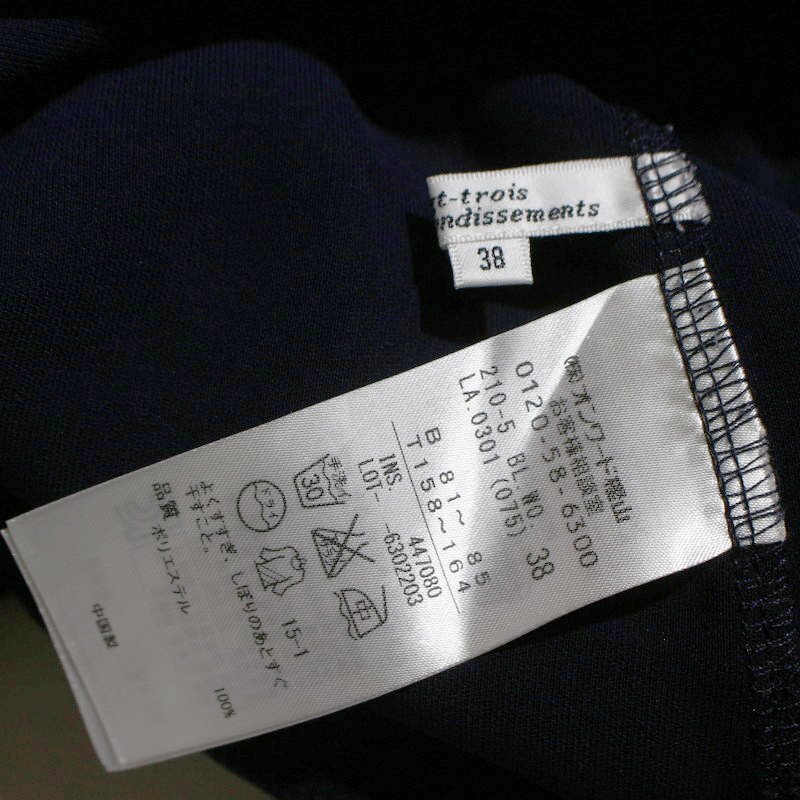 t-trois
ndissements
38
(株)オンワード樫山
お客様相談室
0120-58-6300
210-5 BL.WO. 38
LA.0301 (075)
B 81〜 85
T158〜164
INS. 447080
LOT- -6302203
手洗イ
30
中
ドライ
15-1
よくすすぎ、しぼりのあとすぐ
干すこと。
品質 ポリエステル 100%
中国製